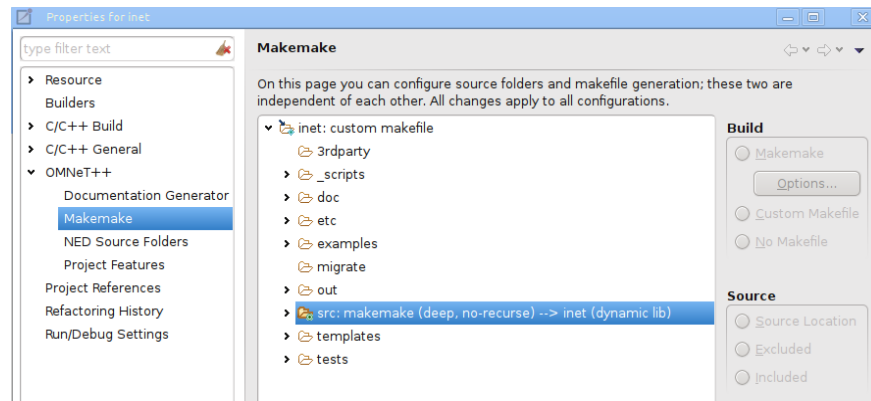 Properties for inet
type filter text
Makemake
On this page you can configure source folders and makefile generation; these two are
independent of each other. All changes apply to all configurations.
Resource
Builders
C/C++ Build
C/C++ General
OMNeT++
Documentation Generator
Makemake
NED Source Folders
Project Features
Project References
Refactoring History
Run/Debug Settings
inet: custom makefile
3rdparty
_scripts
doc
etc
examples
migrate
out
src: makemake (deep, no-recurse) --> inet (dynamic lib)
templates
tests
Build
Makemake
Options...
Custom Makefile
No Makefile
Source
Source Location
Excluded
Included